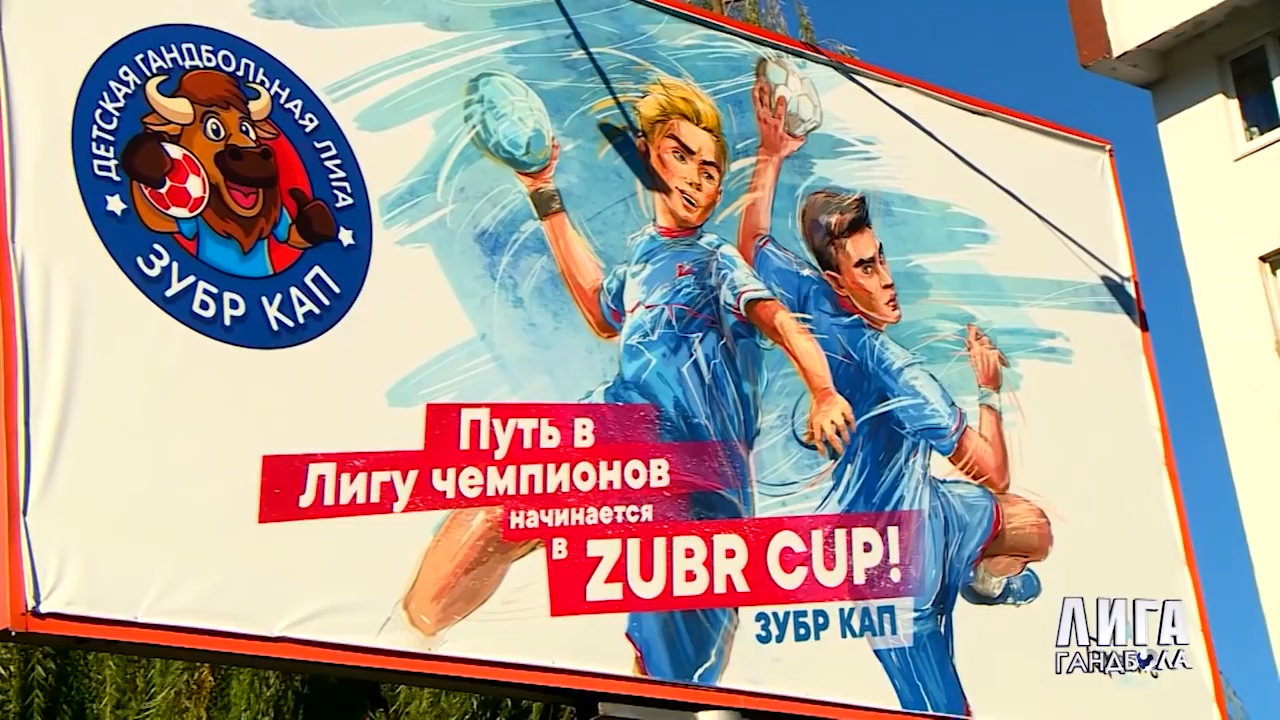 ДЕТСКАЯ ГАНДБОЛЬНАЯ ЛИГА
ЗУБР КАП
Путь в
Лигу чемпионов
начинается
в ZUBR CUP!
ЗУБР КАП
ЛИГА
ГАНДБОЛА